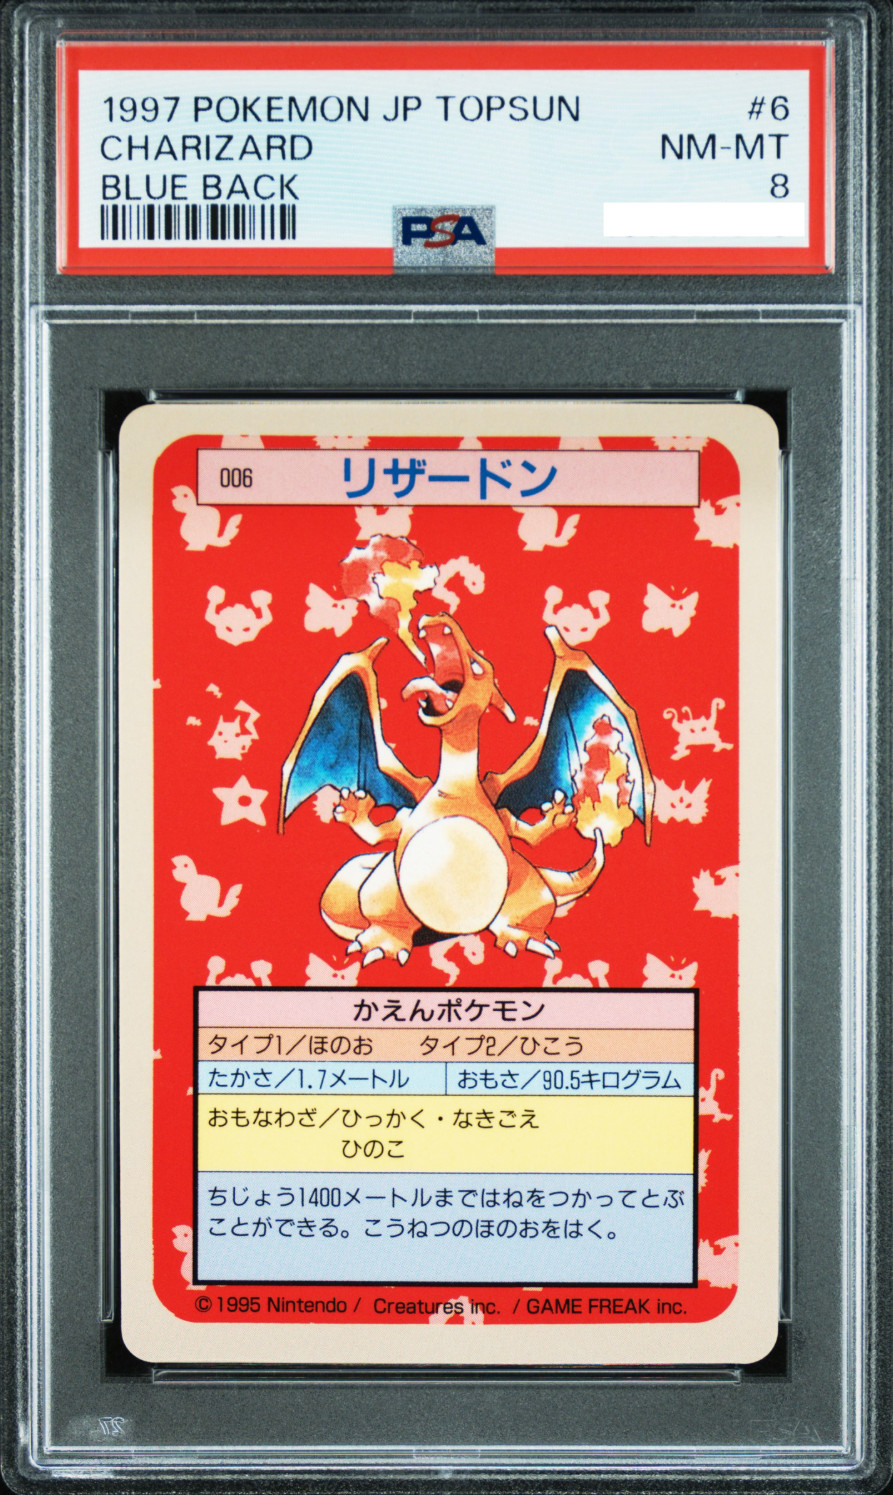 1997 POKEMON JP TOPSUN #6
CHARIZARD NM-MT
BLUE BACK 8
PSA
006 リザードン
かえんポケモン
タイプ1/ほのお タイプ2/ひこう
たかさ/1.7メートル おもさ/90.5キログラム
おもなわざ/ひっかく・なきごえ
ひのこ
ちじょう1400メートルまではねをつかってとぶ
ことができる。こうねつのほのおをはく。
©1995 Nintendo / Creatures inc. / GAME FREAK inc.